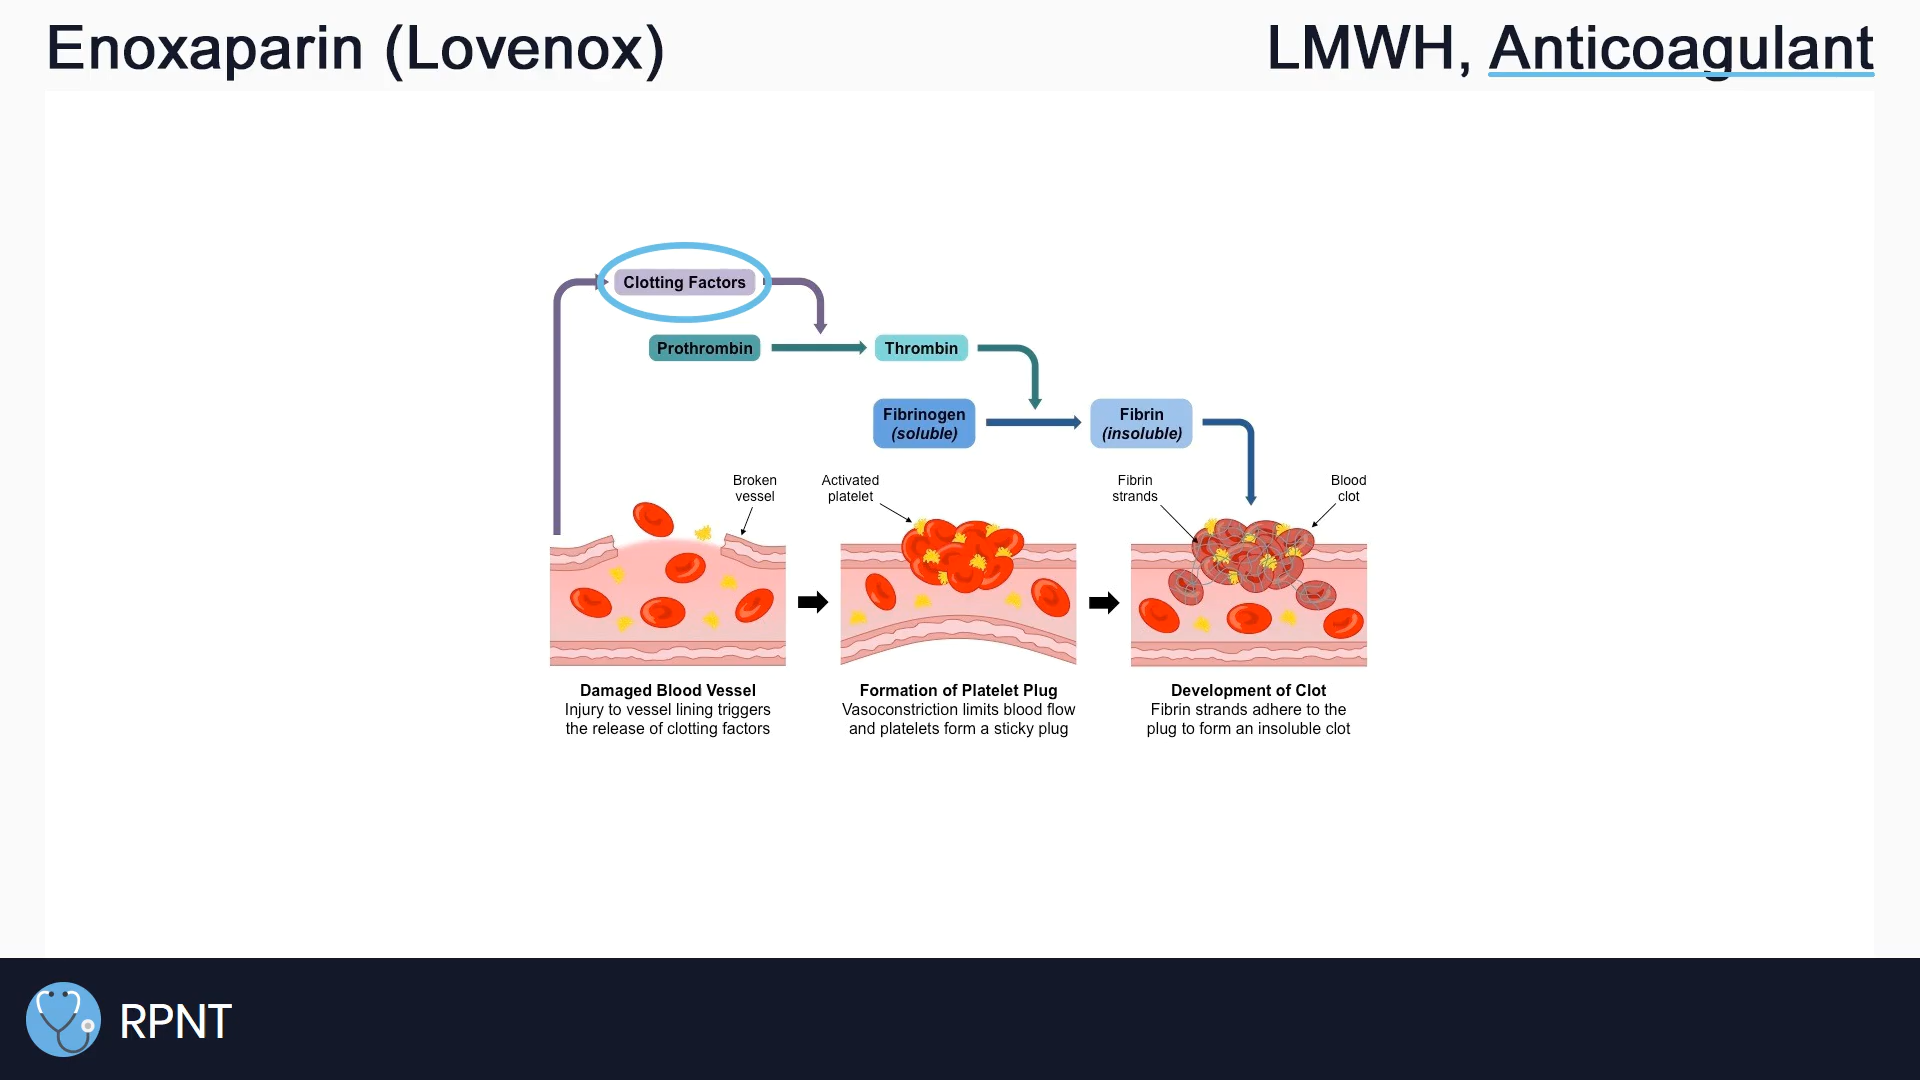 Enoxaparin (Lovenox)
LMWH, Anticoagulant
Clotting Factors
Prothrombin
Thrombin
Fibrinogen
(soluble)
Fibrin
(insoluble)
Broken
vessel
Activated
platelet
Fibrin
strands
Blood
clot
Damaged Blood Vessel
Injury to vessel lining triggers
the release of clotting factors
Formation of Platelet Plug
Vasoconstriction limits blood flow
and platelets form a sticky plug
Development of Clot
Fibrin strands adhere to the
plug to form an insoluble clot
RPNT